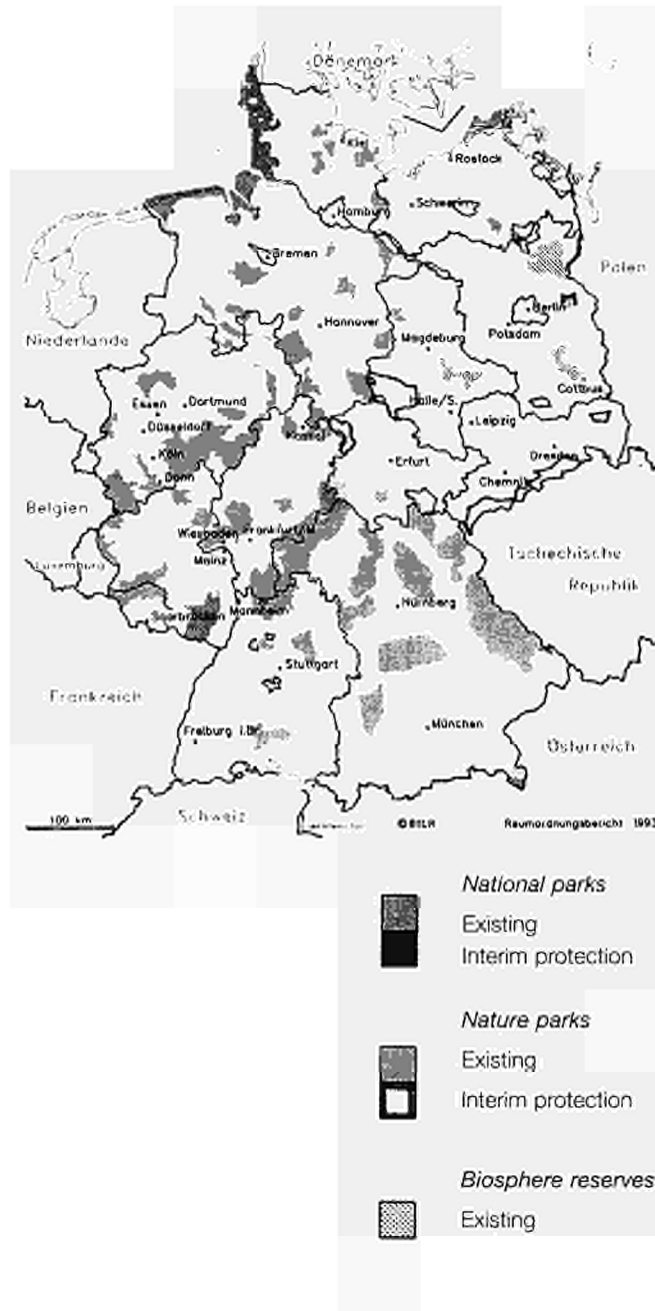 Dänemark
Kiel
Rostock
Hamburg
Schwerin
Bremen
Polen
Berlin
Niederlande
Hannover
Potsdam
Magdeburg
Essen
Dortmund
Cottbus
Düsseldorf
Halle/S.
Leipzig
Kassel
Köln
Erfurt
Dresden
Bonn
Chemnitz
Belgien
Wiesbaden
Frankfurt/M.
Tschechische
Republik
Luxemburg
Mainz
Saarbrücken
Mannheim
Nürnberg
Stuttgart
Frankreich
Freiburg i.Br.
München
Österreich
Schweiz
100 km
© BfLR
Raumordnungsbericht 1993
National parks
Existing
Interim protection
Nature parks
Existing
Interim protection
Biosphere reserves
Existing